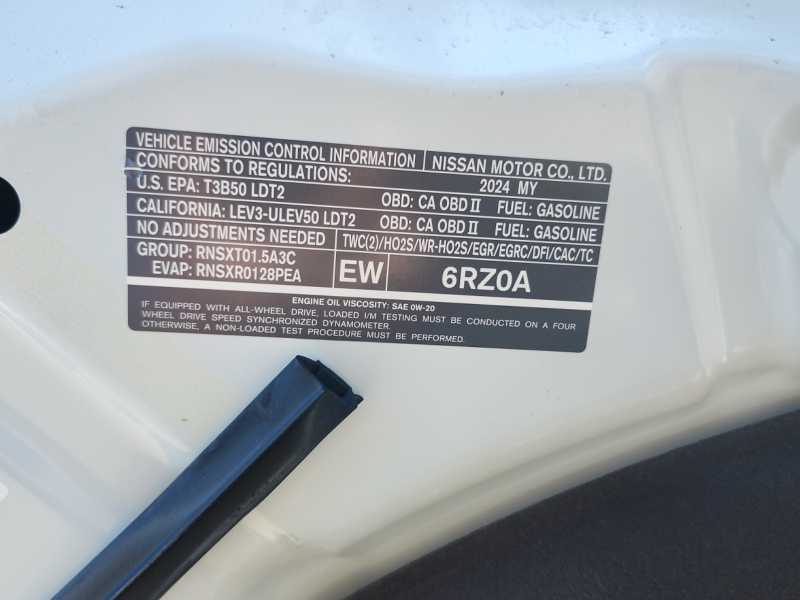 VEHICLE EMISSION CONTROL INFORMATION NISSAN MOTOR CO., LTD.
CONFORMS TO REGULATIONS: 2024 MY
U.S. EPA: T3B50 LDT2 OBD: CA OBD II FUEL: GASOLINE
CALIFORNIA: LEV3-ULEV50 LDT2 OBD: CA OBD II FUEL: GASOLINE
NO ADJUSTMENTS NEEDED TWC(2)/HO2S/WR-HO2S/EGR/EGRC/DFI/CAC/TC
GROUP: RNSXT01.5A3C
EVAP: RNSXR0128PEA EW 6RZ0A
ENGINE OIL VISCOSITY: SAE 0W-20
IF EQUIPPED WITH ALL-WHEEL DRIVE, LOADED I/M TESTING MUST BE CONDUCTED ON A FOUR
WHEEL DRIVE SPEED SYNCHRONIZED DYNAMOMETER.
OTHERWISE, A NON-LOADED TEST PROCEDURE MUST BE PERFORMED.